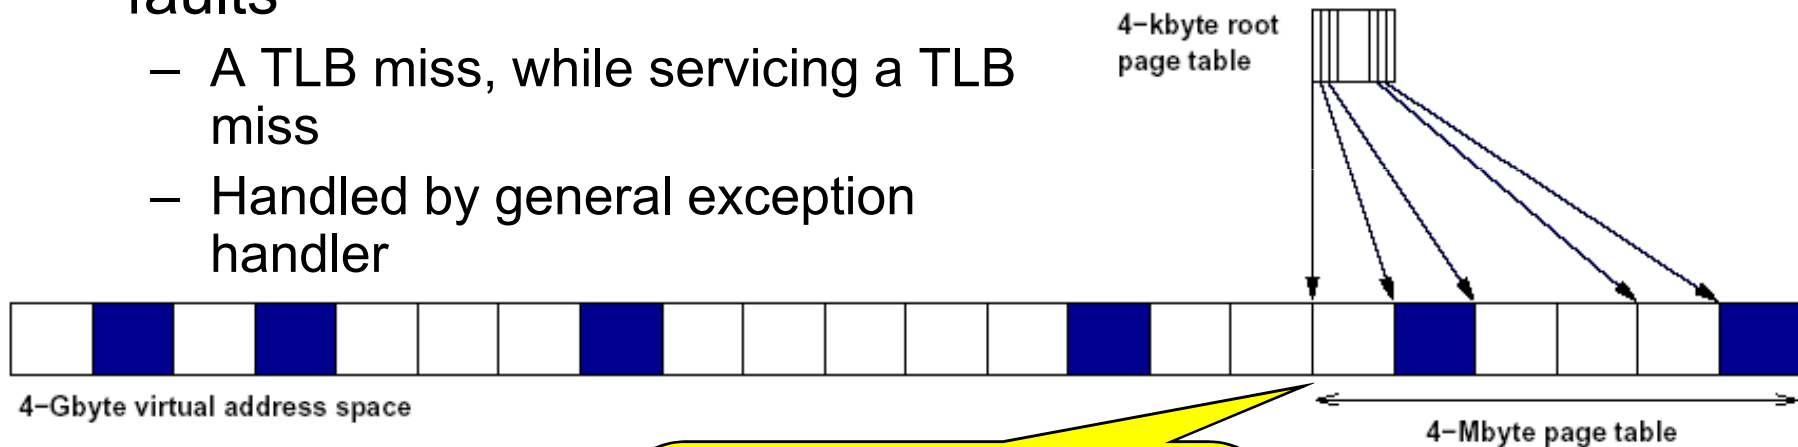 faults
– A TLB miss, while servicing a TLB
miss
– Handled by general exception
handler
4-kbyte root
page table
4-Gbyte virtual address space
4-Mbyte page table